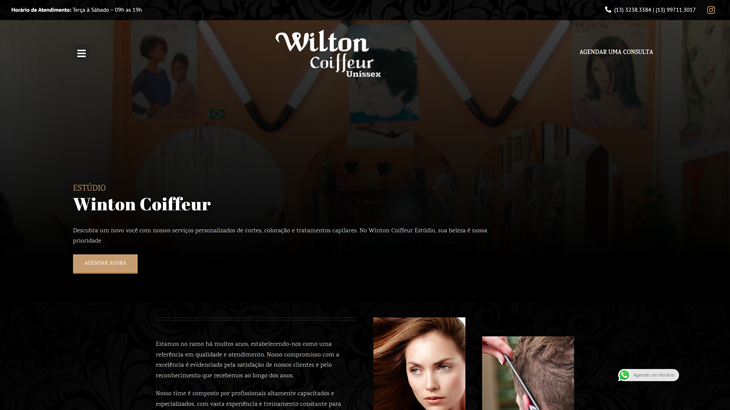 Horário de Atendimento: Terça à Sábado – 09h as 19h
(13) 3238.3384 | (13) 99711.3017
Wilton
Coiffeur
Unissex
AGENDAR UMA CONSULTA
ESTÚDIO
Winton Coiffeur
Descubra um novo você com nossos serviços personalizados de cortes, coloração e tratamentos capilares. No Winton Coiffeur Estúdio, sua beleza é nossa
prioridade
AGENDAR AGORA
Estamos no ramo há muitos anos, estabelecendo-nos como uma
referência em qualidade e atendimento. Nosso compromisso com a
excelência é evidenciado pela satisfação de nossos clientes e pelo
reconhecimento que recebemos ao longo dos anos.
Nosso time é composto por profissionais altamente capacitados e
especializados, com vasta experiência e treinamento constante para
Agende um Horário